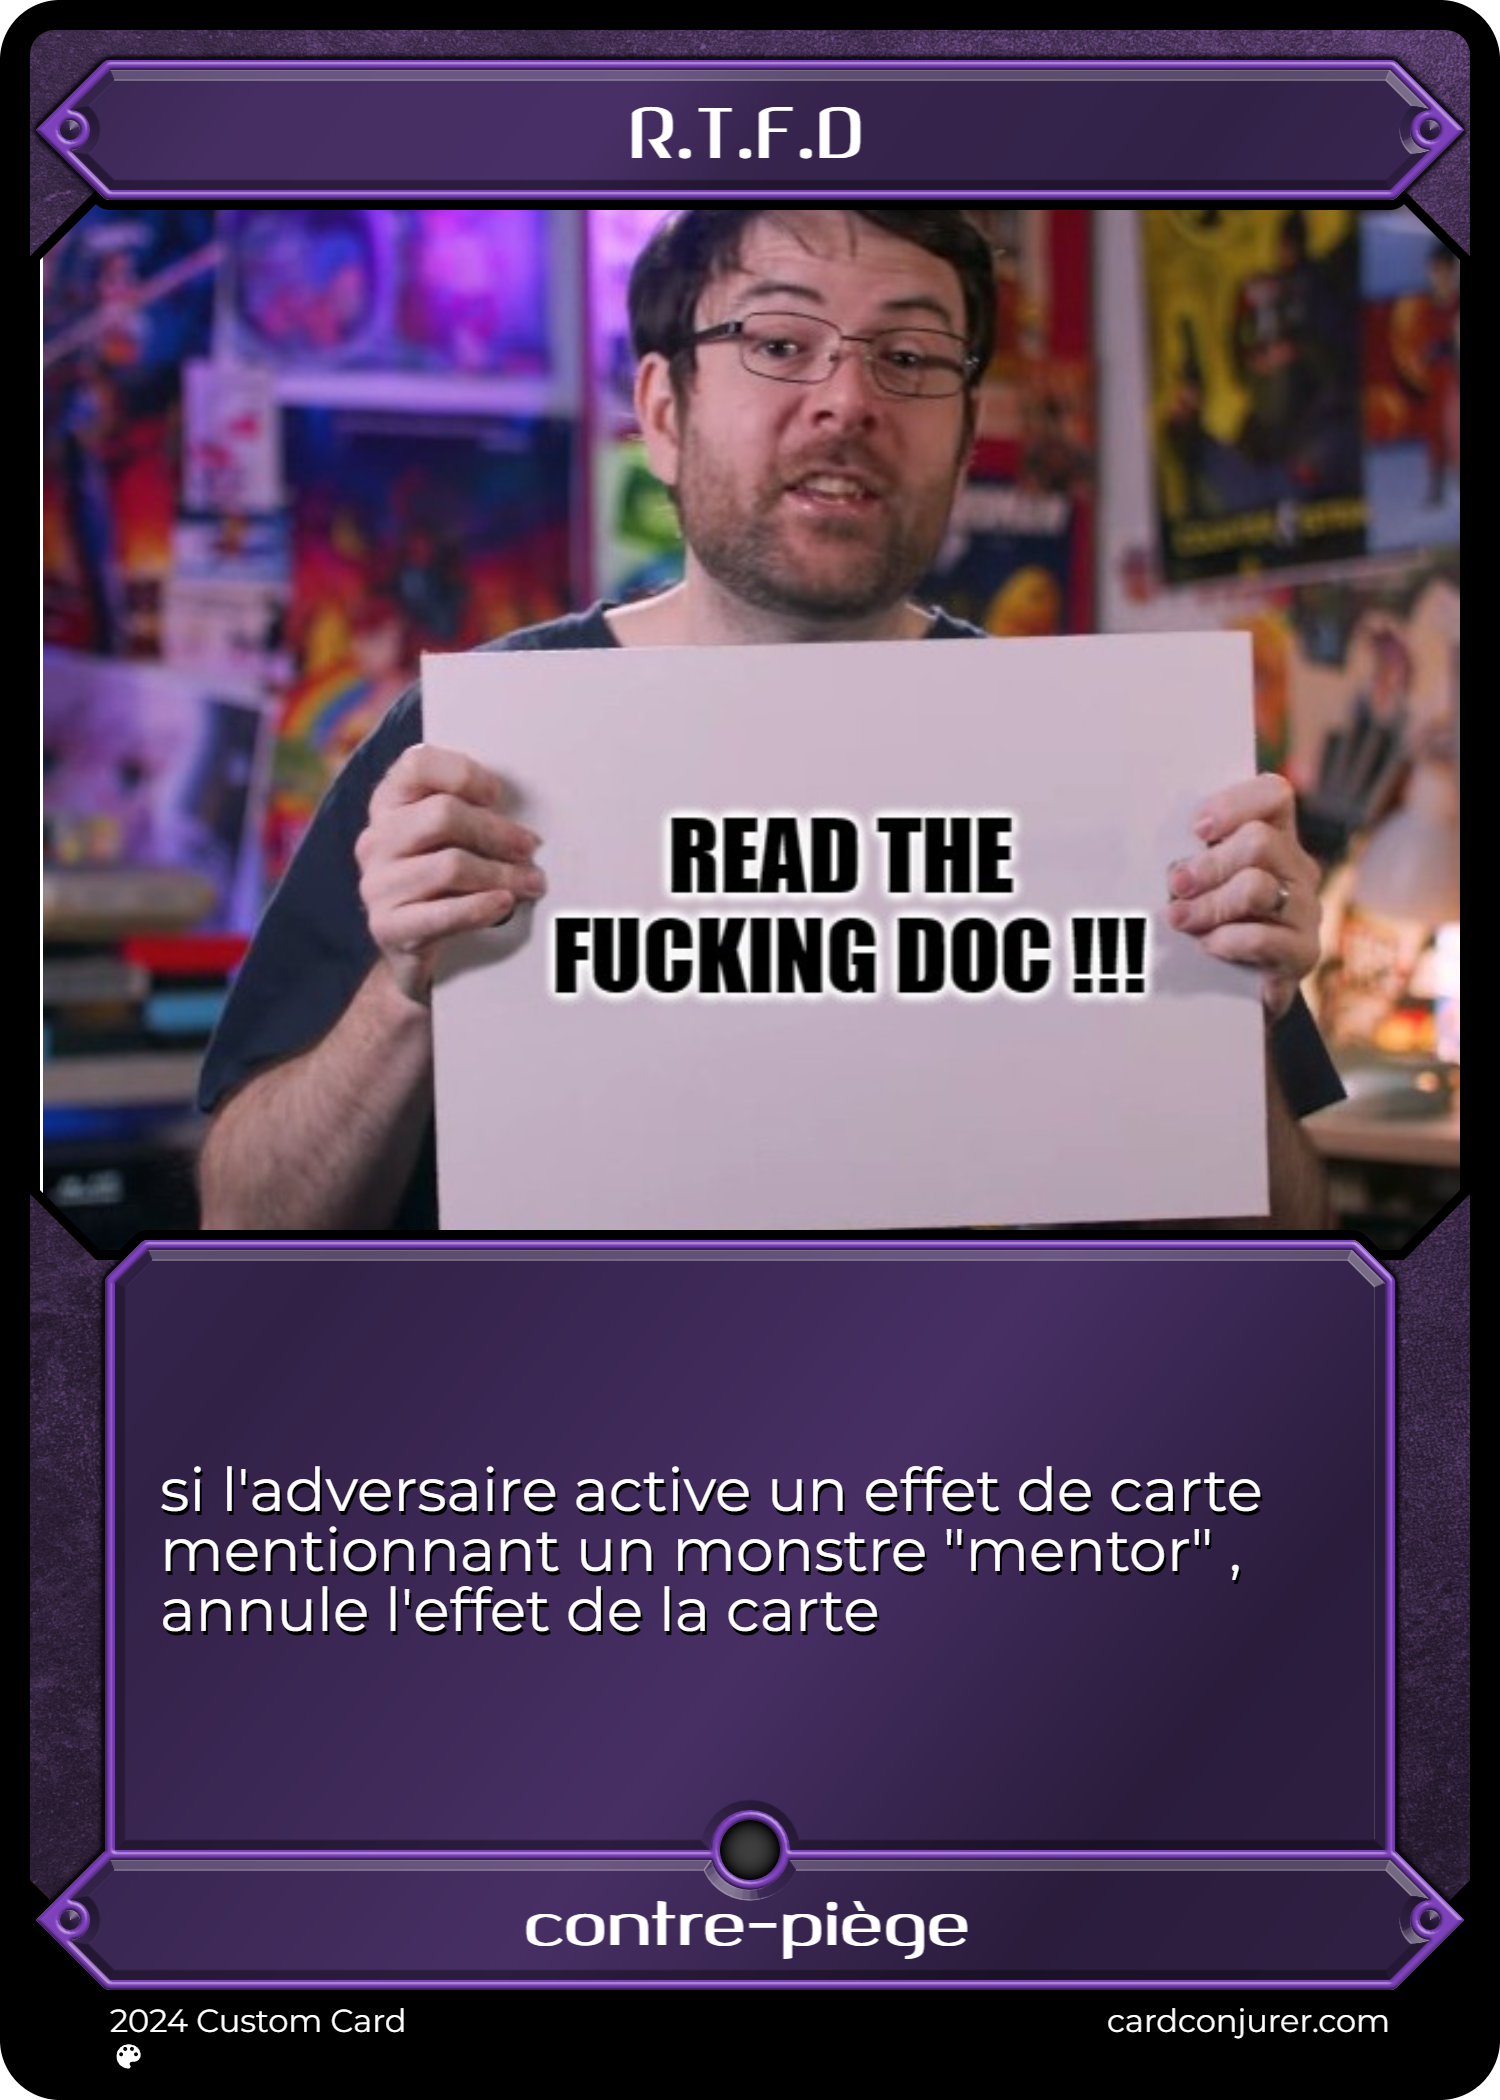 R.T.F.D
READ THE
FUCKING DOC !!!
si l'adversaire active un effet de carte
mentionnant un monstre "mentor" ,
annule l'effet de la carte
contre-piège
2024 Custom Card
cardconjurer.com